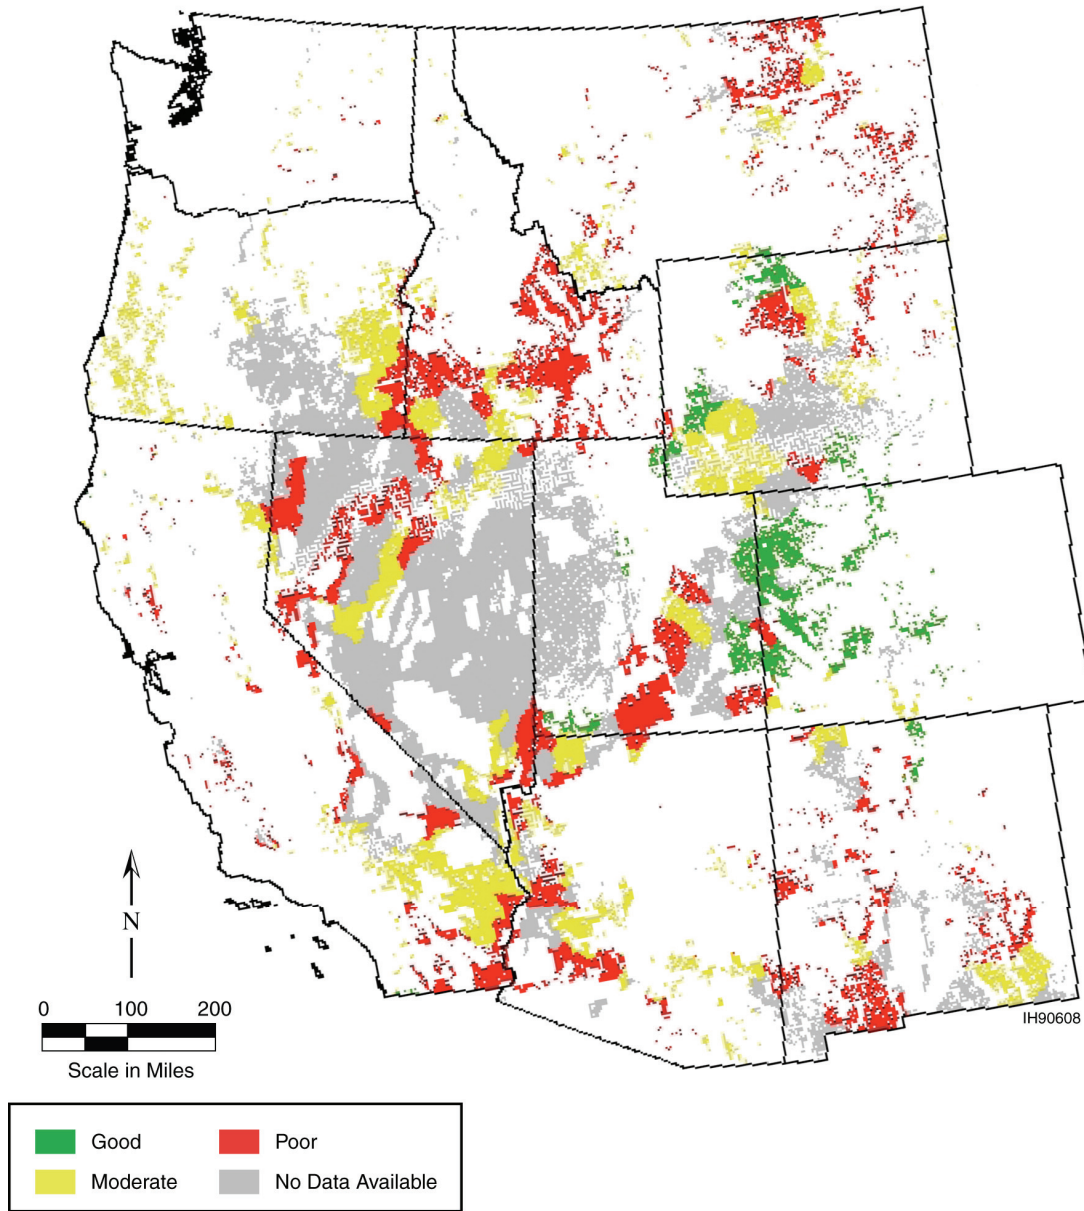 N
0 100 200
Scale in Miles
IH90608
Good
Poor
Moderate
No Data Available